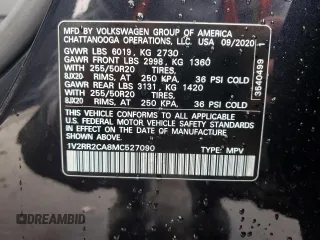 MFD. BY VOLKSWAGEN GROUP OF AMERICA
CHATTANOOGA OPERATIONS, LLC. USA 09/2020
GVWR LBS 6019, KG 2730
GAWR FRONT LBS 2998, KG 1360
WITH 255/50R20 TIRES,
8JX20 RIMS, AT 250 KPA, 36 PSI COLD
GAWR REAR LBS 3131, KG 1420
WITH 255/50R20 TIRES,
8JX20 RIMS, AT 250 KPA, 36 PSI COLD
THIS VEHICLE CONFORMS TO ALL APPLICABLE
U.S. FEDERAL MOTOR VEHICLE SAFETY
STANDARDS IN EFFECT ON THE DATE OF
MANUFACTURE SHOWN ABOVE.
1V2RR2CA8MC527090 TYPE: MPV
3540499
DREAMBID